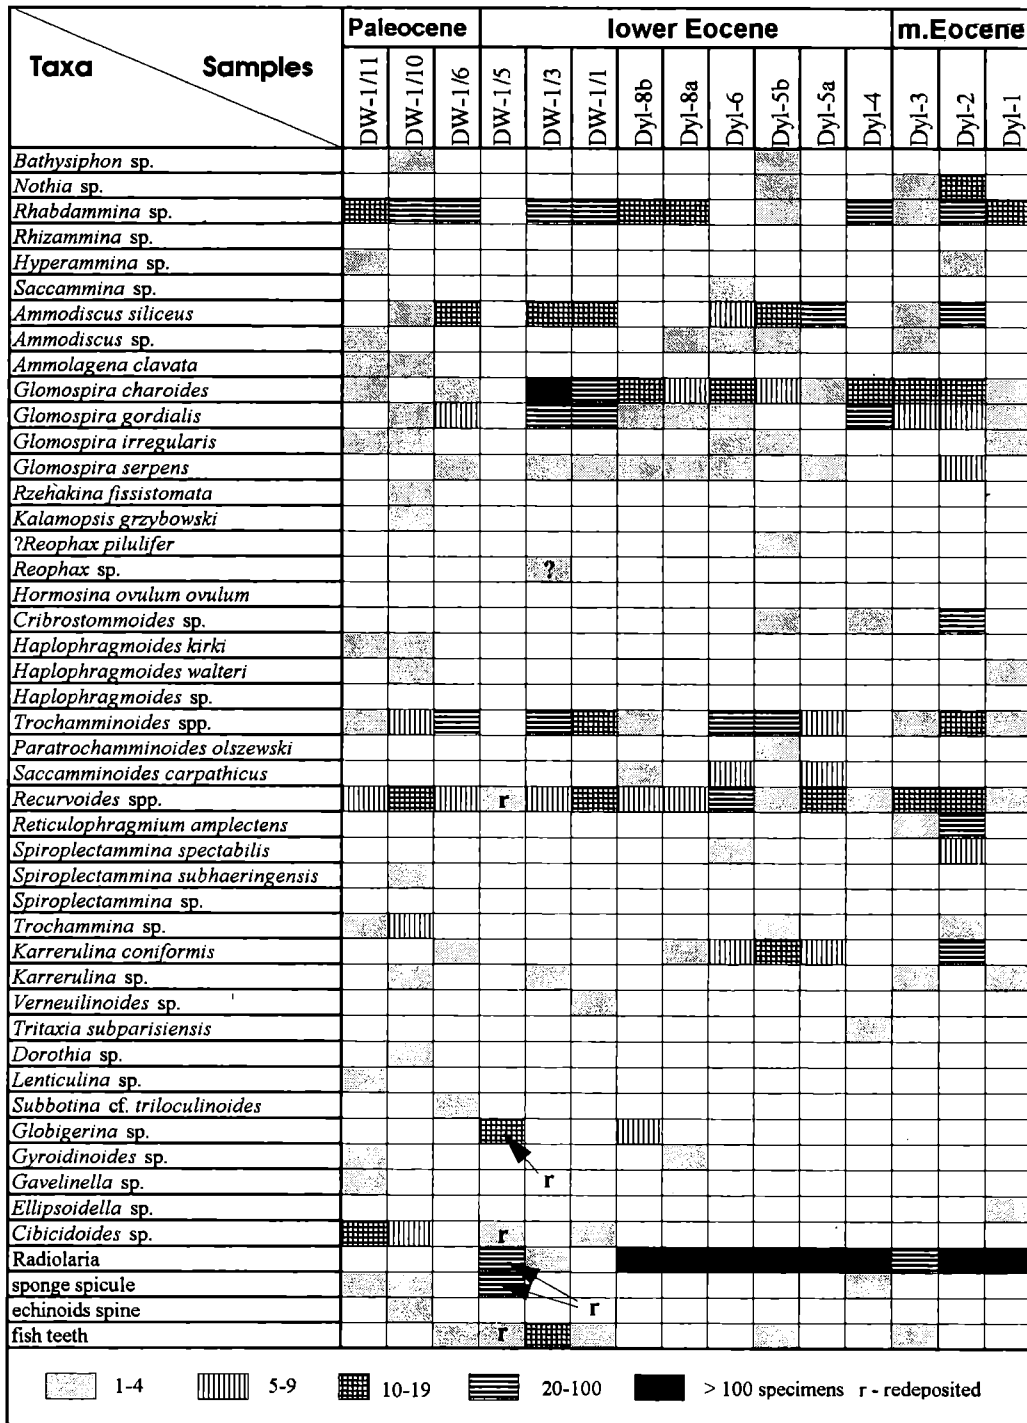 Paleocene lower Eocene m.Eocene
Taxa Samples
DW-1/11 DW-1/10 DW-1/6 DW-1/5 DW-1/3 DW-1/1 Dyl-8b Dyl-8a Dyl-6 Dyl-5b Dyl-5a Dyl-4 Dyl-3 Dyl-2 Dyl-1
Bathysiphon sp.
Nothia sp.
Rhabdammina sp.
Rhizammina sp.
Hyperammina sp.
Saccammina sp.
Ammodiscus siliceus
Ammodiscus sp.
Ammolagena clavata
Glomospira charoides
Glomospira gordialis
Glomospira irregularis
Glomospira serpens
Rzehakina fissistomata
Kalamopsis grzybowski
?Reophax pilulifer
Reophax sp. ?
Hormosina ovulum ovulum
Cribrostommoides sp.
Haplophragmoides kirki
Haplophragmoides walteri
Haplophragmoides sp.
Trochamminoides spp.
Paratrochamminoides olszewski
Saccamminoides carpathicus
Recurvoides spp. r
Reticulophragmium amplectens
Spiroplectammina spectabilis
Spiroplectammina subhaeringensis
Spiroplectammina sp.
Trochammina sp.
Karrerulina coniformis
Karrerulina sp.
Verneuilinoides sp.
Tritaxia subparisiensis
Dorothia sp.
Lenticulina sp.
Subbotina cf. triloculinoides
Globigerina sp.
Gyroidinoides sp.
r
Gavelinella sp.
Ellipsoidella sp.
Cibicidoides sp. r
Radiolaria
sponge spicule
r
echinoids spine
fish teeth r
1-4 5-9 10-19 20-100 > 100 specimens r - redeposited